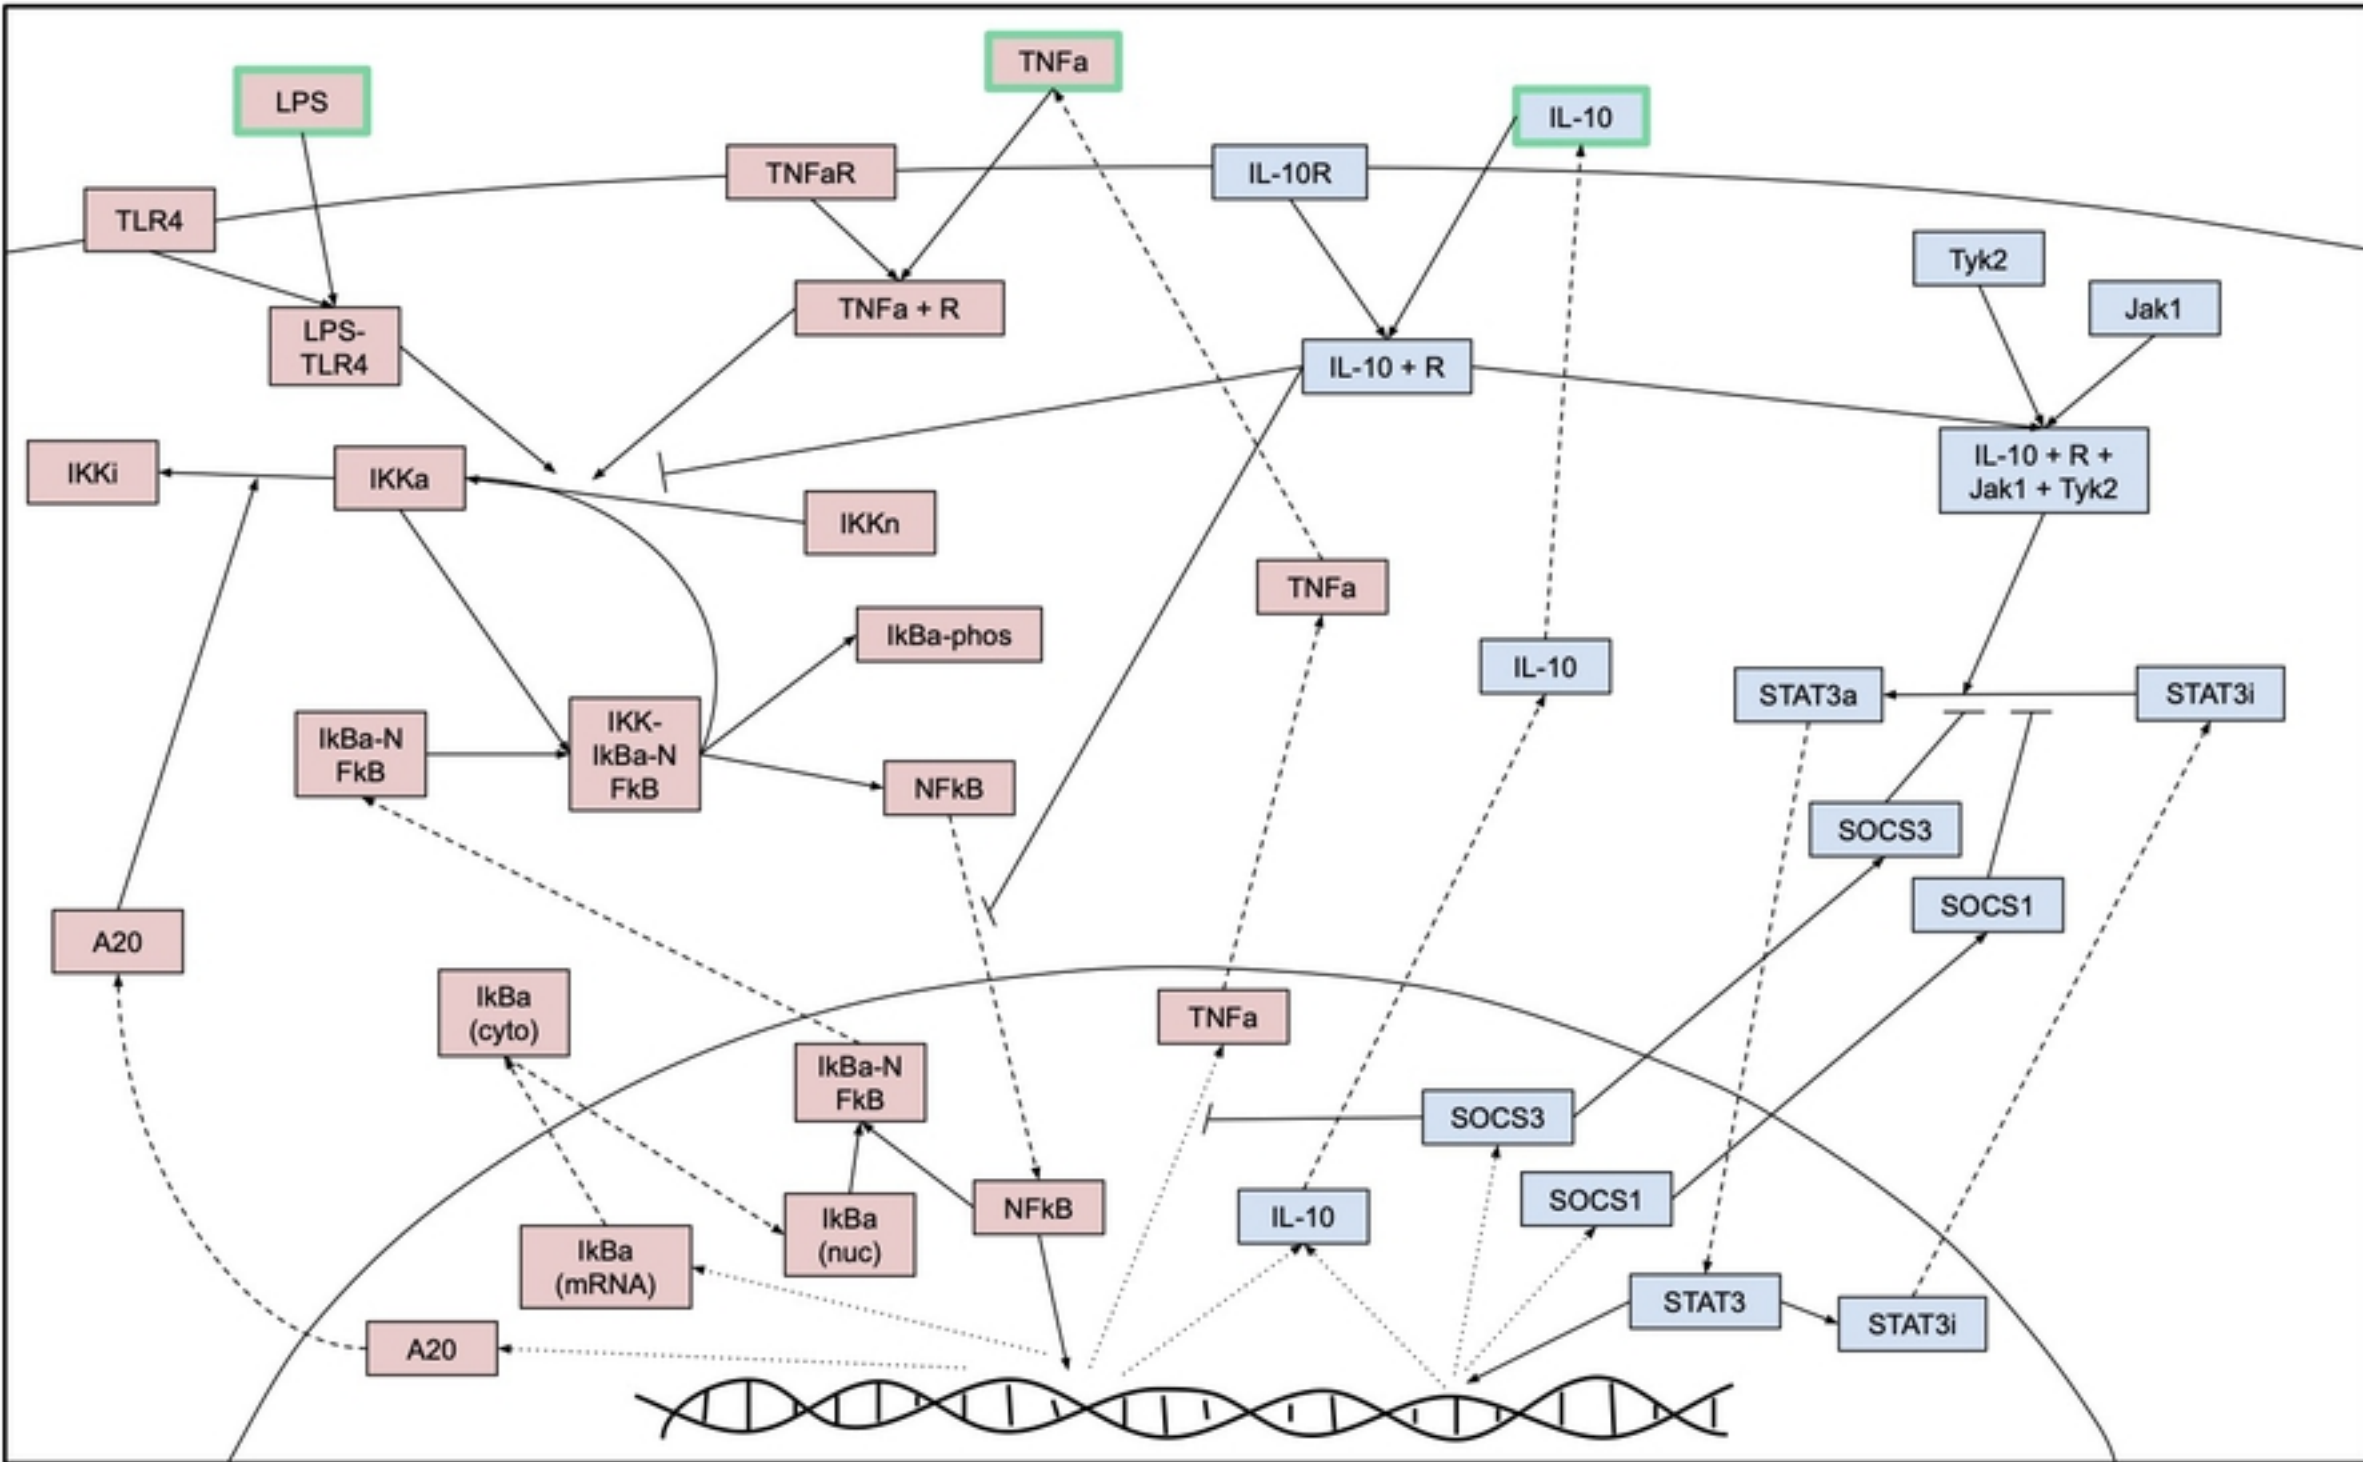 TNFa
LPS
IL-10
TNFaR
IL-10R
TLR4
Tyk2
Jak1
TNFa + R
LPS-
TLR4
IL-10 + R
IKKi
IKKa
IL-10 + R +
Jak1 + Tyk2
IKKn
TNFa
IkBa-phos
IL-10
STAT3a
STAT3i
IkBa-N
FkB
IKK-
IkBa-N
FkB
NFkB
SOCS3
SOCS1
A20
IkBa
(cyto)
TNFa
IkBa-N
FkB
SOCS3
SOCS1
IkBa
(mRNA)
IkBa
(nuc)
NFkB
IL-10
STAT3
STAT3i
A20